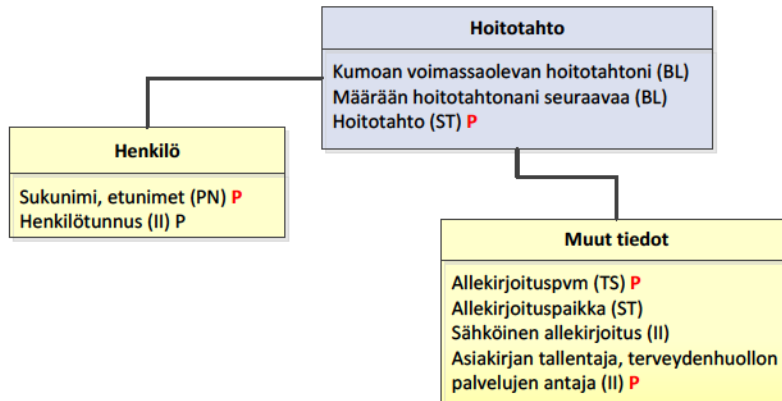 Hoitotahto
Kumoan voimassaolevan hoitotahtoni (BL)
Määrään hoitotahtonani seuraavaa (BL)
Hoitotahto (ST) P
Henkilö
Sukunimi, etunimet (PN) P
Henkilötunnus (II) P
Muut tiedot
Allekirjoituspvm (TS) P
Allekirjoituspaikka (ST)
Sähköinen allekirjoitus (II)
Asiakirjan tallentaja, terveydenhuollon
palvelujen antaja (II) P